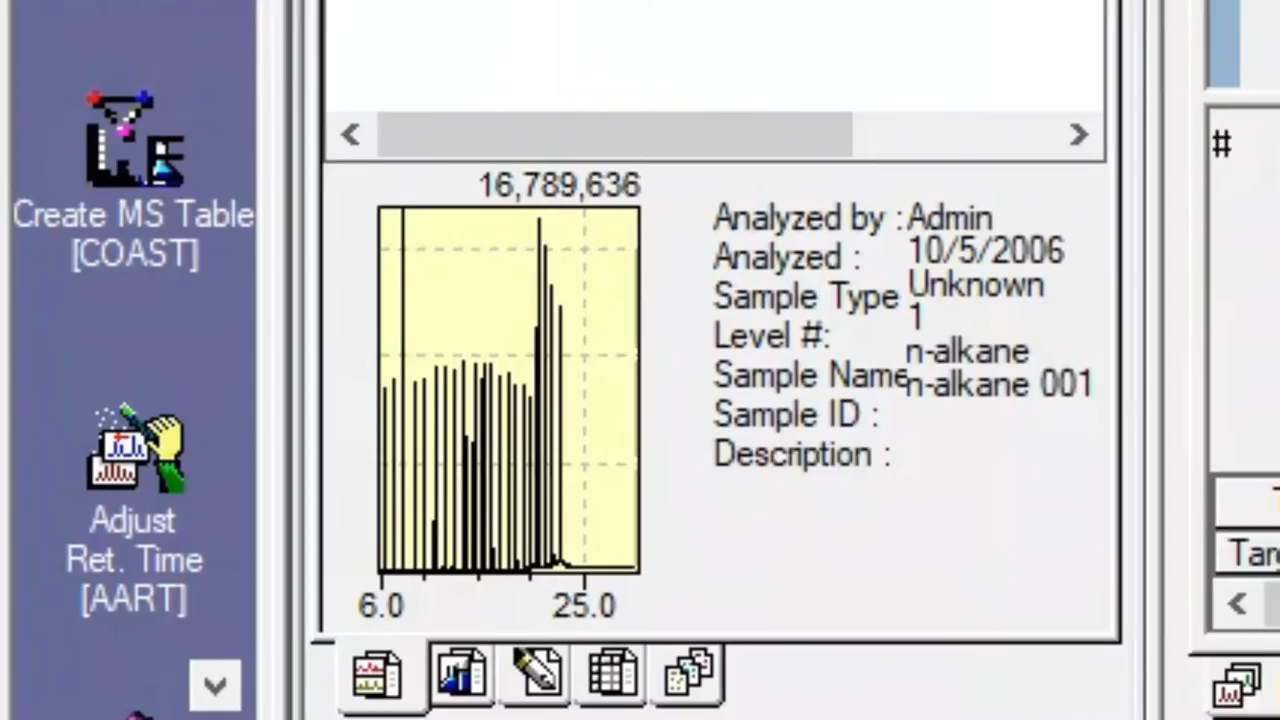 Create MS Table
[COAST]
Adjust
Ret. Time
[AART]
16,789,636
6.0
25.0
Analyzed by : Admin
Analyzed : 10/5/2006
Sample Type Unknown
Level #: 1
Sample Name n-alkane
Sample ID : n-alkane 001
Description :
#